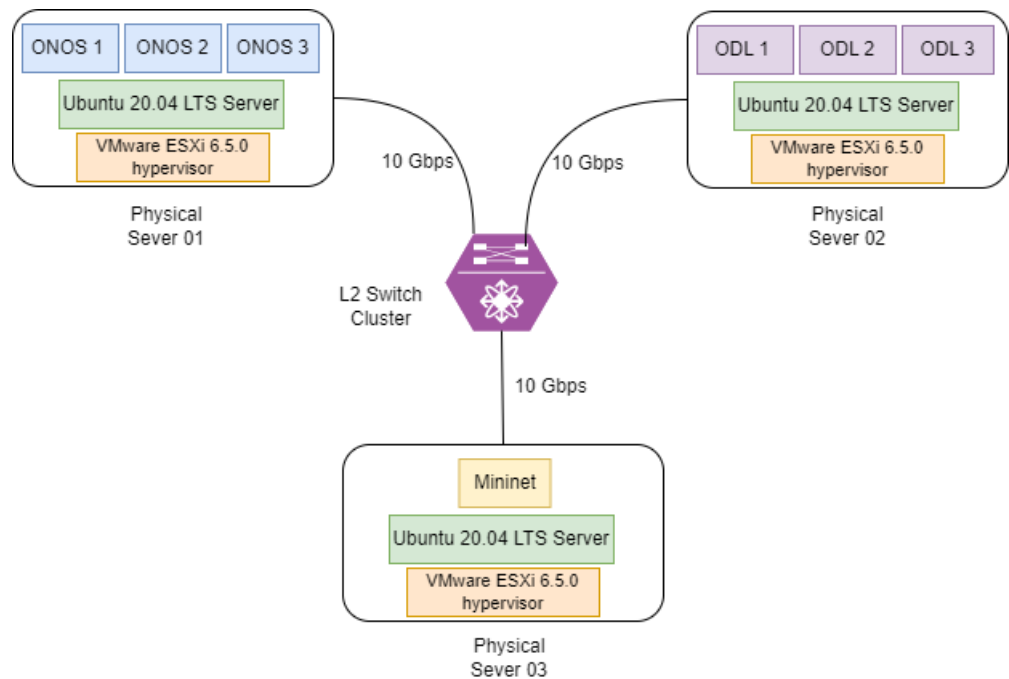 ONOS 1
ONOS 2
ONOS 3
Ubuntu 20.04 LTS Server
VMware ESXi 6.5.0
hypervisor
Physical
Sever 01
ODL 1
ODL 2
ODL 3
Ubuntu 20.04 LTS Server
VMware ESXi 6.5.0
hypervisor
Physical
Sever 02
10 Gbps
10 Gbps
L2 Switch
Cluster
10 Gbps
Mininet
Ubuntu 20.04 LTS Server
VMware ESXi 6.5.0
hypervisor
Physical
Sever 03